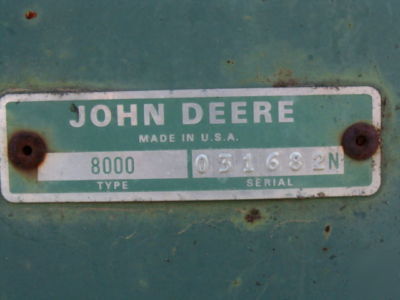 JOHN DEERE
MADE IN U.S.A.
8000 031682N
TYPE SERIAL